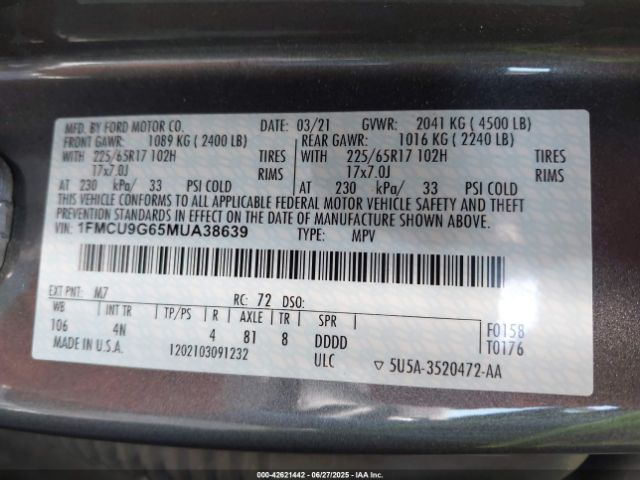 MFD. BY FORD MOTOR CO. DATE: 03/21 GVWR: 2041 KG ( 4500 LB)
FRONT GAWR: 1089 KG ( 2400 LB) REAR GAWR: 1016 KG ( 2240 LB)
WITH 225/65R17 102H TIRES WITH 225/65R17 102H TIRES
17x7.0J RIMS 17x7.0J RIMS
AT 230 kPa/ 33 PSI COLD AT 230 kPa/ 33 PSI COLD
THIS VEHICLE CONFORMS TO ALL APPLICABLE FEDERAL MOTOR VEHICLE SAFETY AND THEFT
PREVENTION STANDARDS IN EFFECT ON THE DATE OF MANUFACTURE SHOWN ABOVE.
VIN: 1FMCU9G65MUA38639 TYPE: MPV
EXT PNT: M7 RC: 72 DSO:
WB INT TR TP/PS R AXLE TR SPR F0158
106 4N 4 81 8 DDDD T0176
MADE IN U.S.A. 1202103091232 ULC ▽ 5U5A-3520472-AA
000-42621442 - 06/27/2025 - IAAI.COM